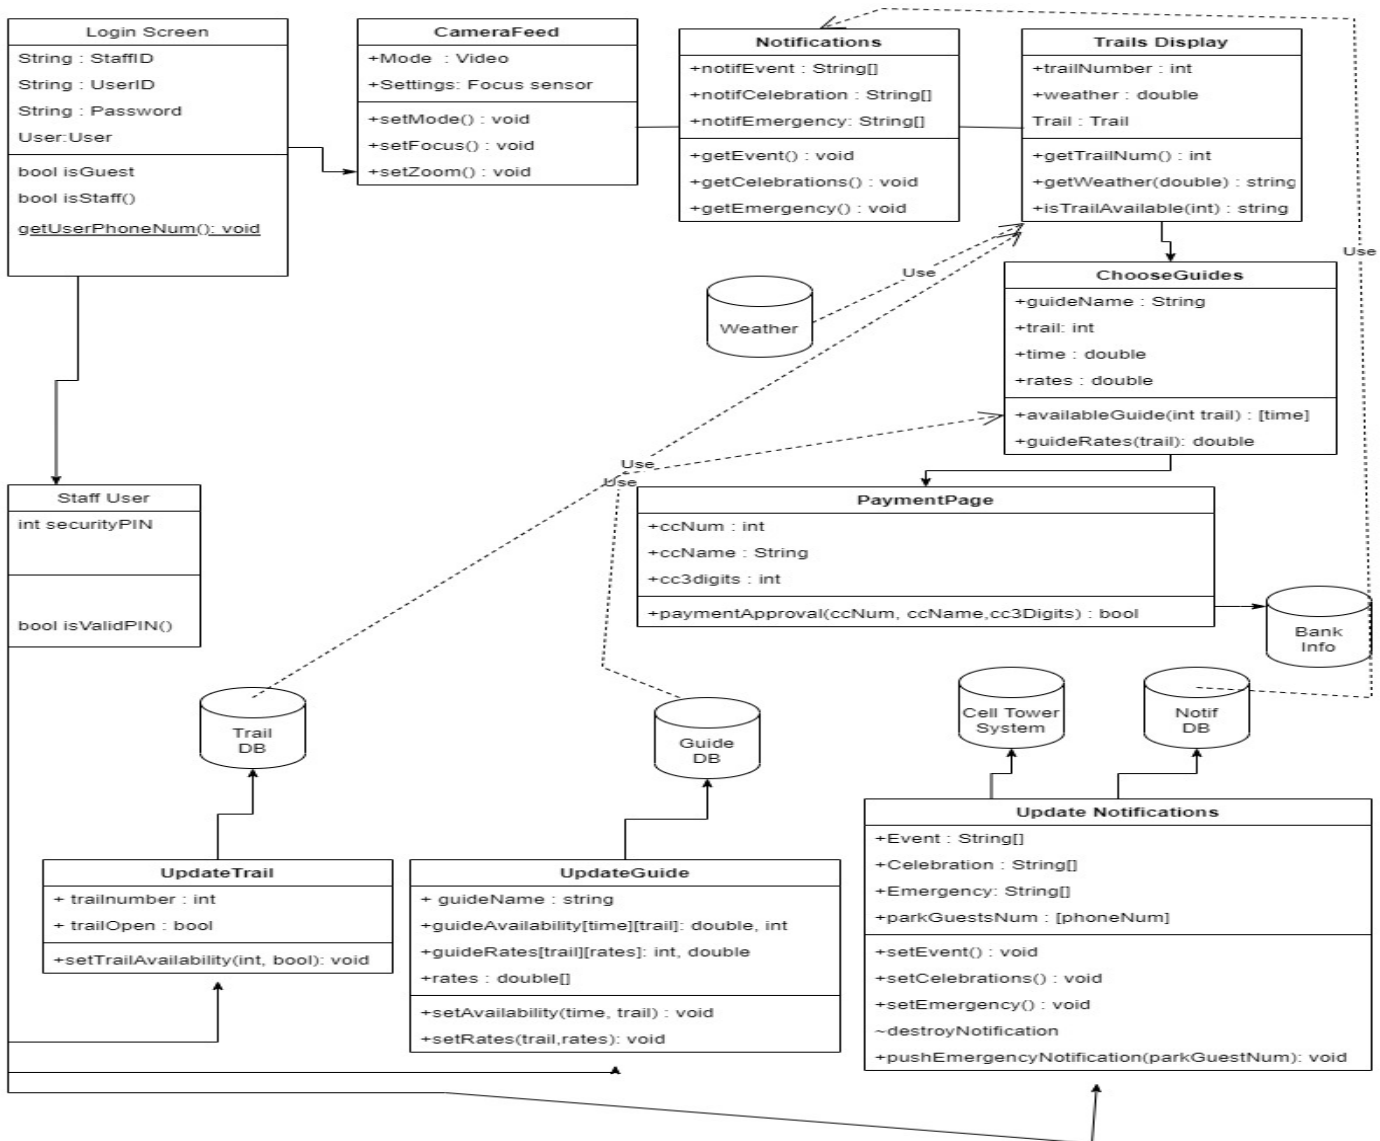 Login Screen
String : StaffID
String : UserID
String : Password
User:User
bool isGuest
bool isStaff()
getUserPhoneNum(): void
CameraFeed
+Mode : Video
+Settings: Focus sensor
+setMode() : void
+setFocus() : void
+setZoom() : void
Notifications
+notifEvent : String[]
+notifCelebration : String[]
+notifEmergency: String[]
+getEvent() : void
+getCelebrations() : void
+getEmergency() : void
Trails Display
+trailNumber : int
+weather : double
Trail : Trail
+getTrailNum() : int
+getWeather(double) : string
+isTrailAvailable(int) : string
Use
Use
Weather
ChooseGuides
+guideName : String
+trail: int
+time : double
+rates : double
+availableGuide(int trail) : [time]
+guideRates(trail): double
Use
Use
Staff User
int securityPIN
bool isValidPIN()
PaymentPage
+ccNum : int
+ccName : String
+cc3digits : int
+paymentApproval(ccNum, ccName,cc3Digits) : bool
Bank
Info
Trail
DB
Guide
DB
Cell Tower
System
Notif
DB
UpdateTrail
+ trailnumber : int
+ trailOpen : bool
+setTrailAvailability(int, bool): void
UpdateGuide
+ guideName : string
+guideAvailability[time][trail]: double, int
+guideRates[trail][rates]: int, double
+rates : double[]
+setAvailability(time, trail) : void
+setRates(trail,rates): void
Update Notifications
+Event : String[]
+Celebration : String[]
+Emergency: String[]
+parkGuestsNum : [phoneNum]
+setEvent() : void
+setCelebrations() : void
+setEmergency() : void
~destroyNotification
+pushEmergencyNotification(parkGuestNum): void